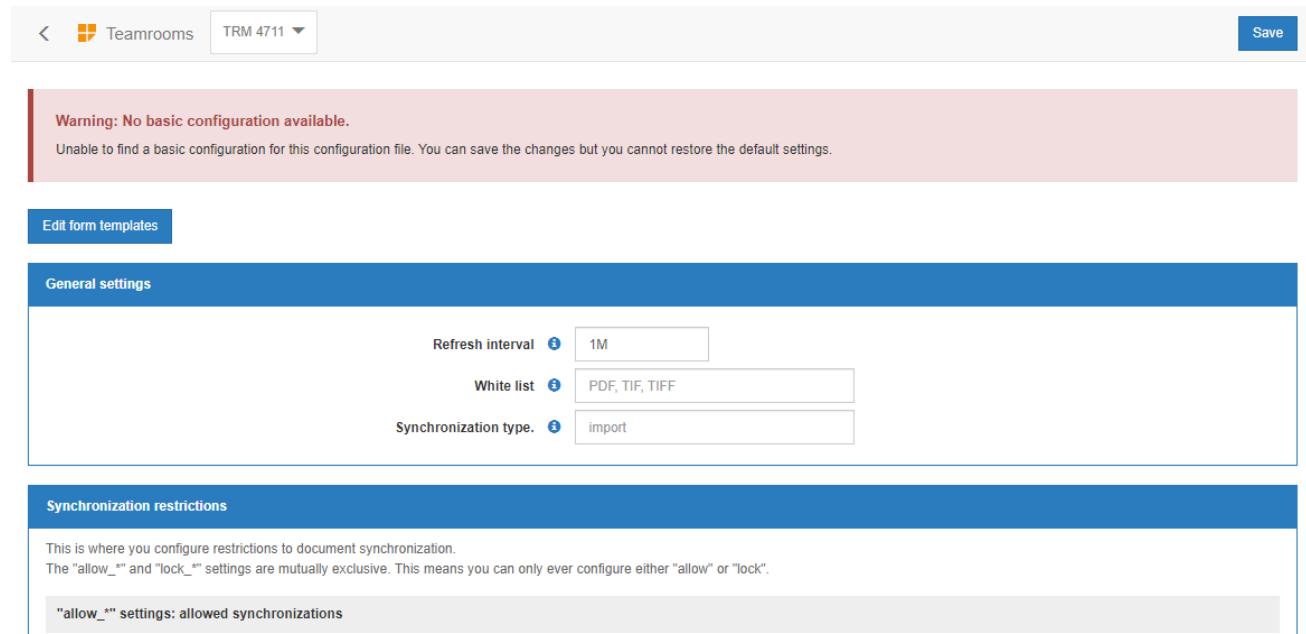 Teamrooms TRM 4711 Save
Warning: No basic configuration available.
Unable to find a basic configuration for this configuration file. You can save the changes but you cannot restore the default settings.
Edit form templates
General settings
Refresh interval 1M
White list PDF, TIF, TIFF
Synchronization type. import
Synchronization restrictions
This is where you configure restrictions to document synchronization.
The "allow_*" and "lock_*" settings are mutually exclusive. This means you can only ever configure either "allow" or "lock".
"allow_*" settings: allowed synchronizations